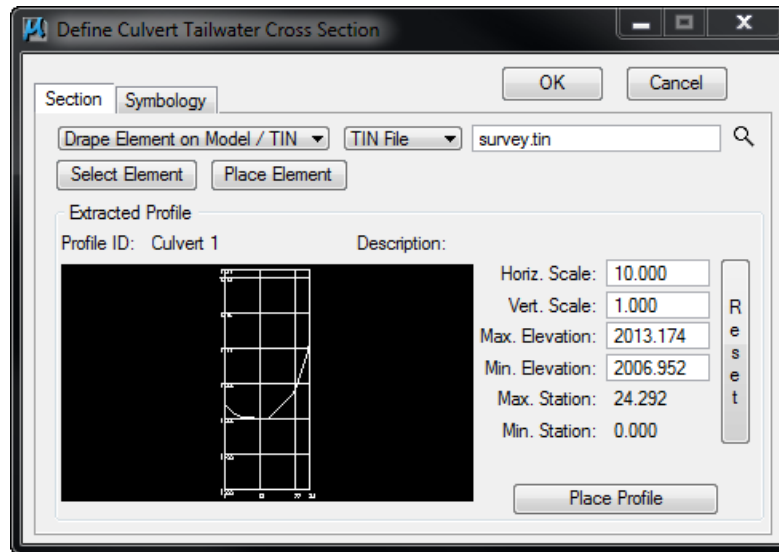 Define Culvert Tailwater Cross Section
OK
Cancel
Section
Symbology
Drape Element on Model / TIN
TIN File
survey.tin
Select Element
Place Element
Extracted Profile
Profile ID: Culvert 1
Description:
Horiz. Scale: 10.000
Vert. Scale: 1.000
Max. Elevation: 2013.174
Min. Elevation: 2006.952
Max. Station: 24.292
Min. Station: 0.000
Reset
Place Profile